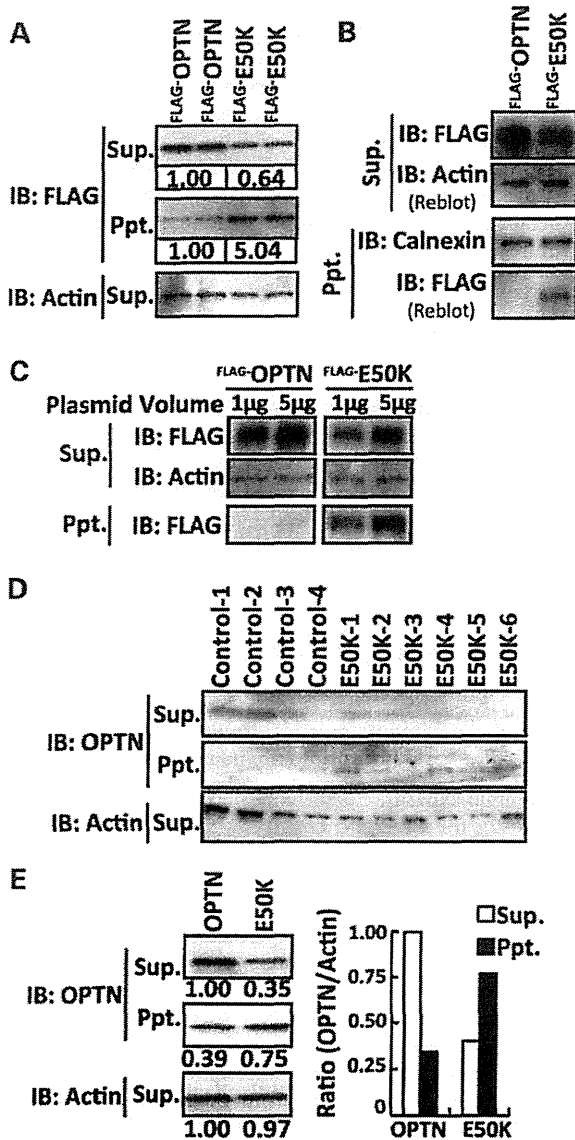 A
FLAG-OPTN
FLAG-OPTN
FLAG-E50K
FLAG-E50K
IB: FLAG
Sup.
1.00 0.64
Ppt.
1.00 5.04
IB: Actin Sup.
B
FLAG-OPTN
FLAG-E50K
Sup.
IB: FLAG
IB: Actin
(Reblot)
Ppt.
IB: Calnexin
IB: FLAG
(Reblot)
C
FLAG-OPTN FLAG-E50K
Plasmid Volume 1μg 5μg 1μg 5μg
Sup.
IB: FLAG
IB: Actin
Ppt. IB: FLAG
D
Control-1
Control-2
Control-3
Control-4
E50K-1
E50K-2
E50K-3
E50K-4
E50K-5
E50K-6
IB: OPTN
Sup.
Ppt.
IB: Actin Sup.
E
OPTN
E50K
IB: OPTN
Sup.
1.00 0.35
Ppt.
0.39 0.75
IB: Actin Sup.
1.00 0.97
Ratio (OPTN/Actin)
1.00
0.75
0.50
0.25
0
Sup.
Ppt.
OPTN E50K